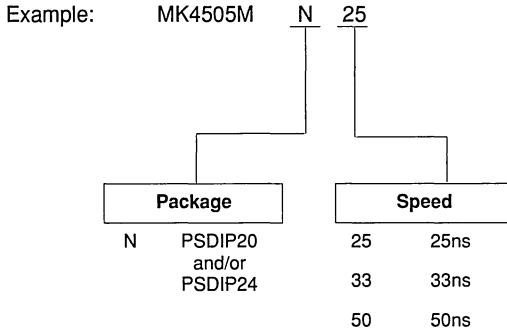 Example: MK4505M N 25
Package Speed
N PSDIP20 25 25ns
and/or
PSDIP24 33 33ns
50 50ns